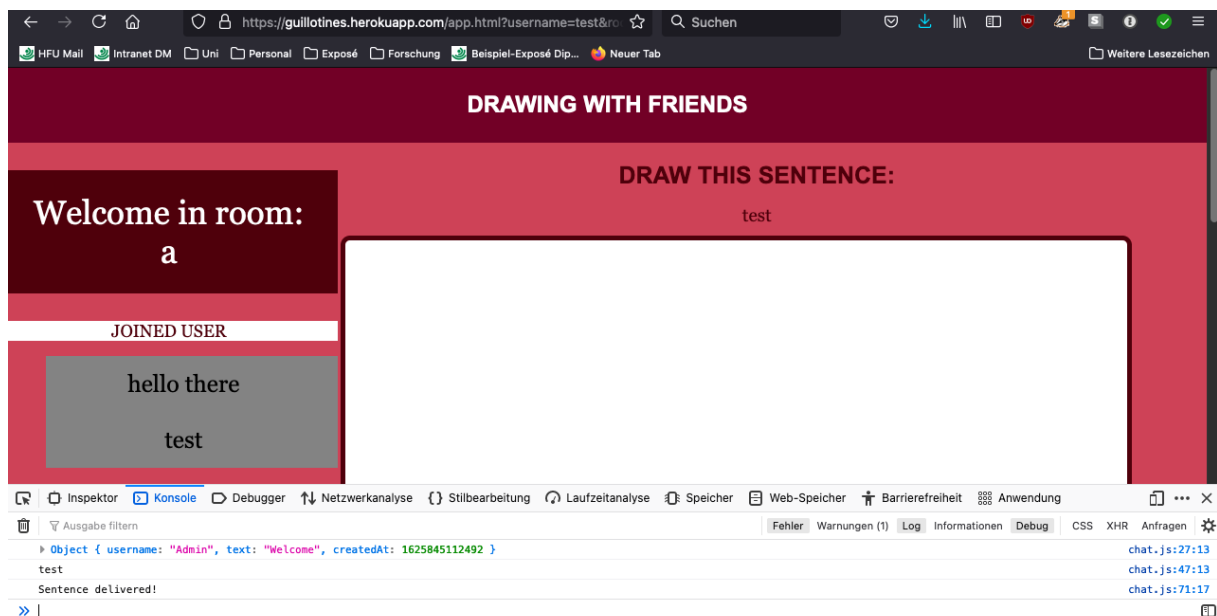 https://guillotines.herokuapp.com/app.html?username=test&ro
Suchen
HFU Mail Intranet DM Uni Personal Exposé Forschung Beispiel-Exposé Dip... Neuer Tab Weitere Lesezeichen
DRAWING WITH FRIENDS
DRAW THIS SENTENCE:
test
Welcome in room:
a
JOINED USER
hello there
test
Inspektor Konsole Debugger Netzwerkanalyse Stilbearbeitung Laufzeitanalyse Speicher Web-Speicher Barrierefreiheit Anwendung
Ausgabe filtern Fehler Warnungen (1) Log Informationen Debug CSS XHR Anfragen
Object { username: "Admin", text: "Welcome", createdAt: 1625845112492 } chat.js:27:13
test chat.js:47:13
Sentence delivered! chat.js:71:17